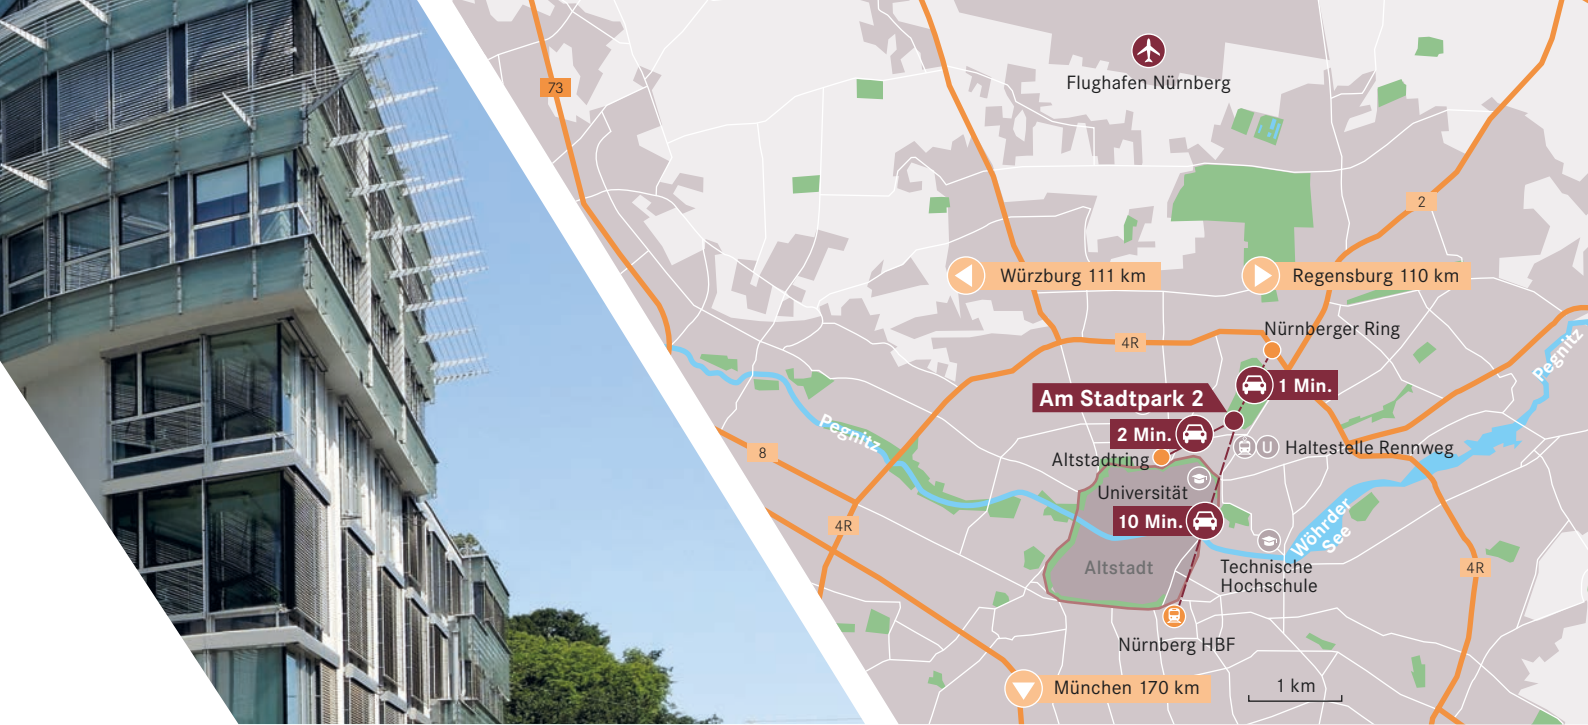 Flughafen Nürnberg
73
2
Würzburg 111 km
Regensburg 110 km
Nürnberger Ring
4R
1 Min.
Am Stadtpark 2
Pegnitz
2 Min.
Pegnitz
Haltestelle Rennweg
U
8
Altstadtring
Universität
10 Min.
4R
Wöhrder
See
Altstadt
Technische
Hochschule
4R
Nürnberg HBF
München 170 km
1 km